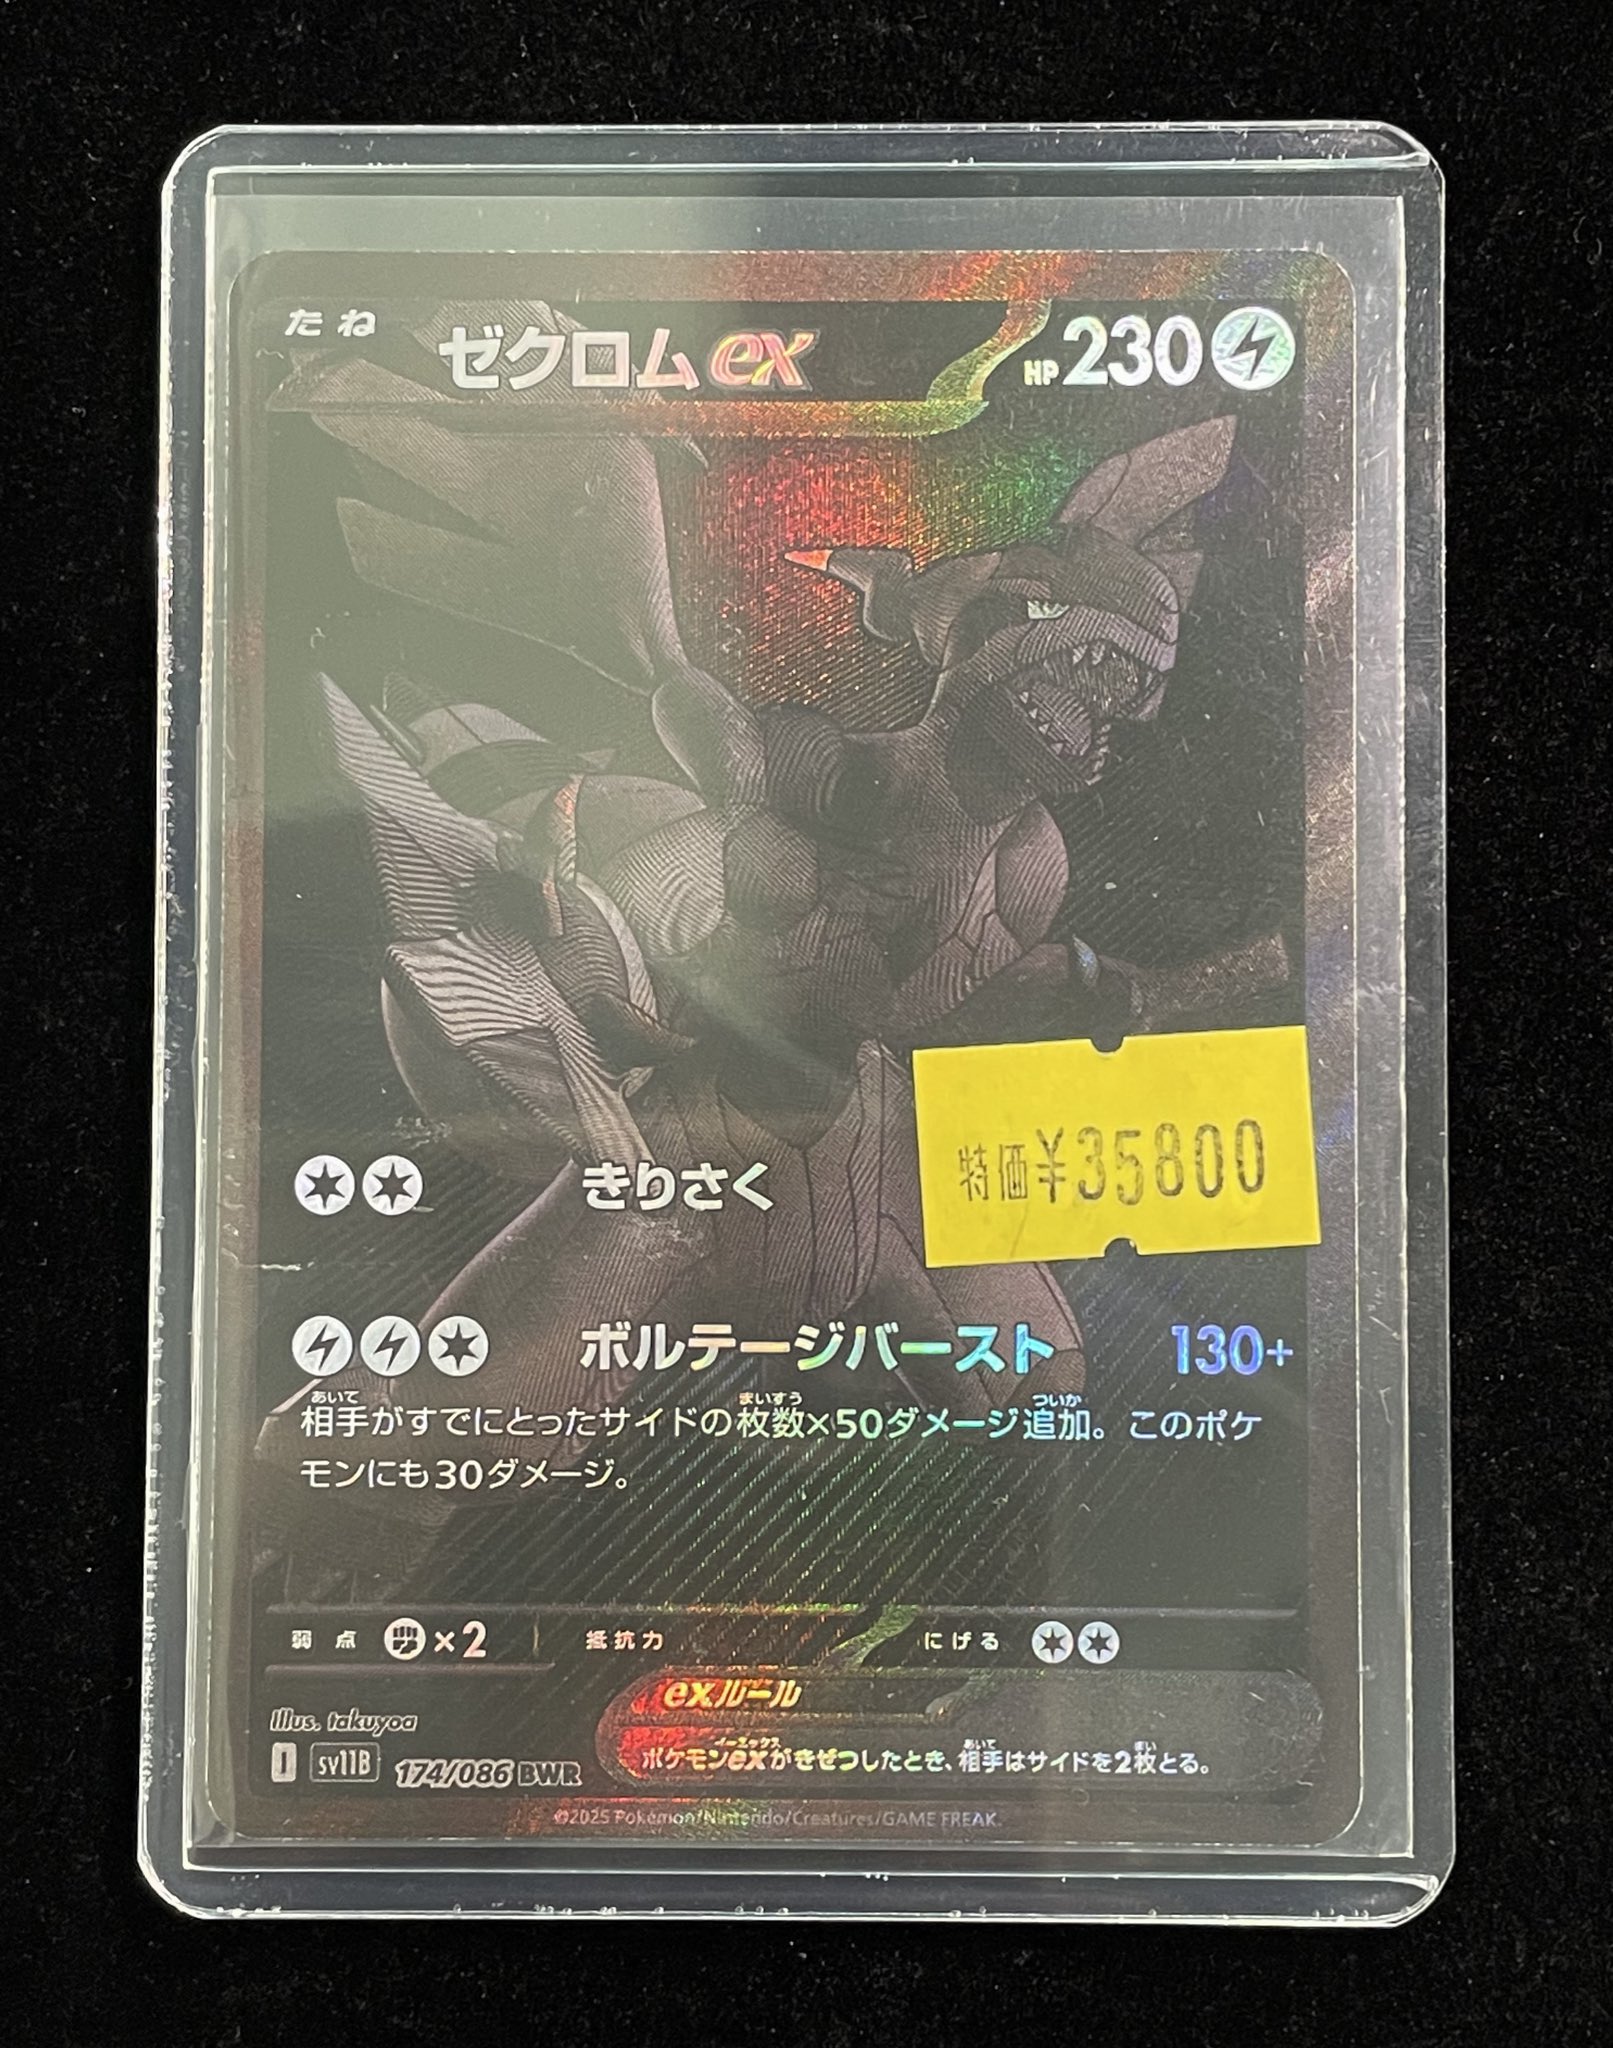 たね
ゼクロムex
HP230
特価¥35800
きりさく
ボルテージバースト 130+
相手がすでにとったサイドの枚数×50ダメージ追加。このポケ
モンにも30ダメージ。
弱点 ×2 抵抗力 にげる
exルール
ポケモンexがきぜつしたとき、相手はサイドを2枚とる。
Illus. takuyoa
I sv11B 174/086 BWR
©2025 Pokémon/Nintendo/Creatures/GAME FREAK.